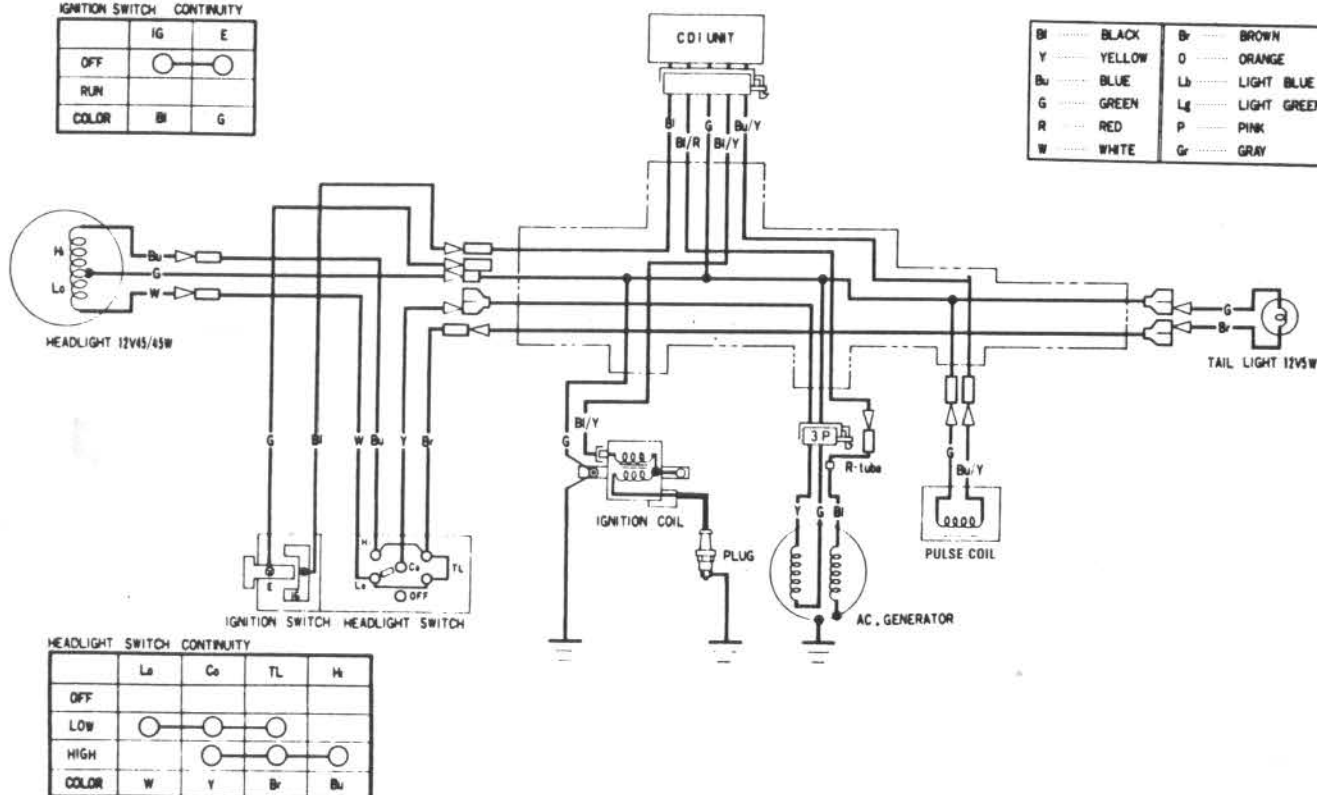 IGNITION SWITCH CONTINUITY
IG E
OFF
RUN
COLOR Bl G
CDI UNIT
Bl BLACK Br BROWN
Y YELLOW O ORANGE
Bu BLUE Lb LIGHT BLUE
G GREEN Lg LIGHT GREEN
R RED P PINK
W WHITE Gr GRAY
Bl G Bu/Y
Bl/R Bl/Y
Hi
Bu
G
Lo
W
HEADLIGHT 12V45/45W
G
Br
TAIL LIGHT 12V5W
G Bl W Bu Y Br
G Bl/Y
3P
R-tube
G Bu/Y
IGNITION COIL
PLUG
Y G Bl
PULSE COIL
AC. GENERATOR
Hi
Co TL
E IG Lo
OFF
IGNITION SWITCH HEADLIGHT SWITCH
HEADLIGHT SWITCH CONTINUITY
Lo Co TL Hi
OFF
LOW
HIGH
COLOR W Y Br Bu